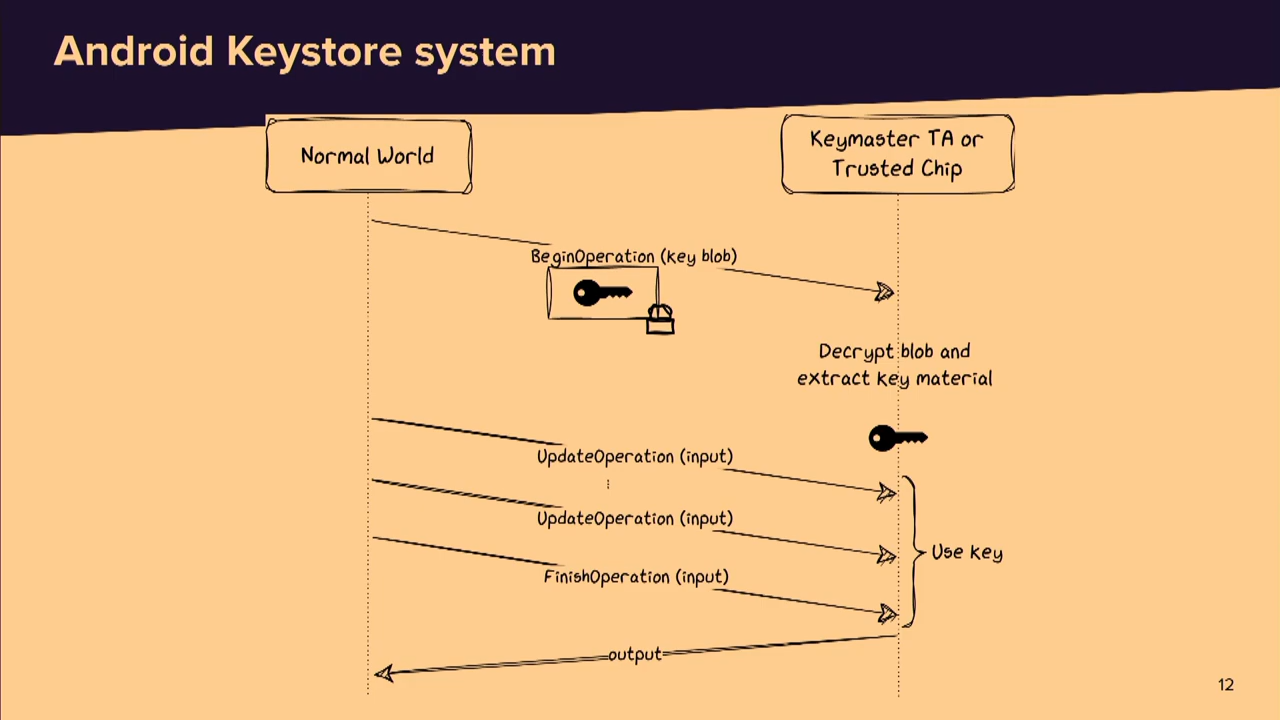 Android Keystore system
Normal World
Keymaster TA or
Trusted Chip
BeginOperation (key blob)
Decrypt blob and
extract key material
UpdateOperation (input)
⋮
UpdateOperation (input)
Use key
FinishOperation (input)
output
12